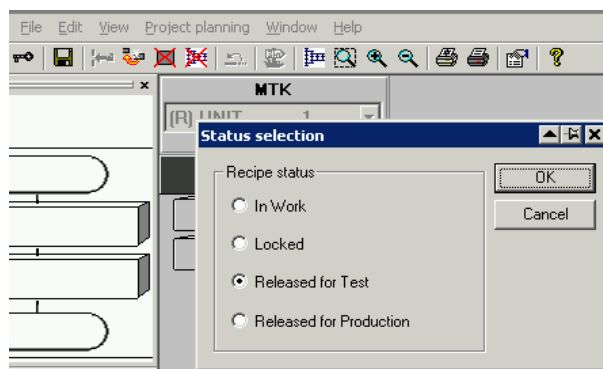 File Edit View Project planning Window Help
MTK
(R) UNIT 1
Status selection
Recipe status
In Work
Locked
Released for Test
Released for Production
OK
Cancel